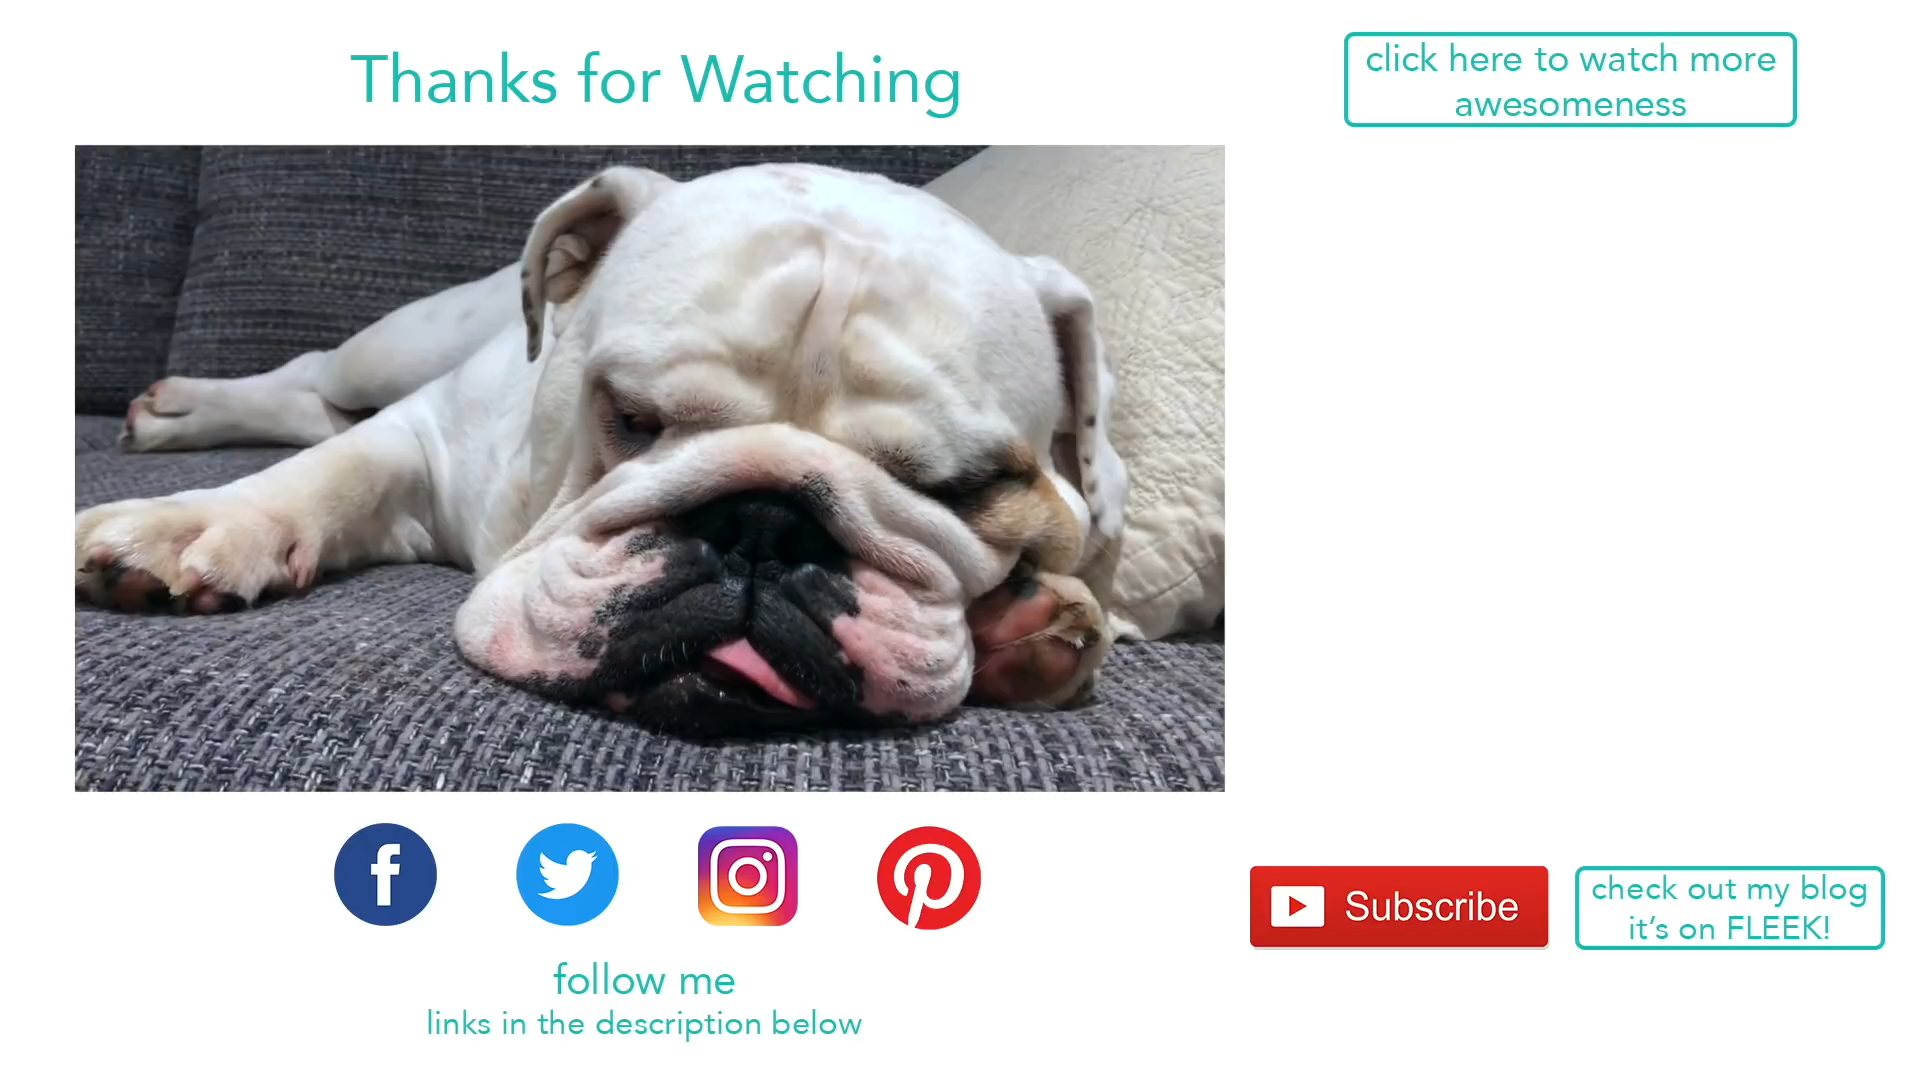 Thanks for Watching
click here to watch more
awesomeness
Subscribe
check out my blog
it's on FLEEK!
follow me
links in the description below